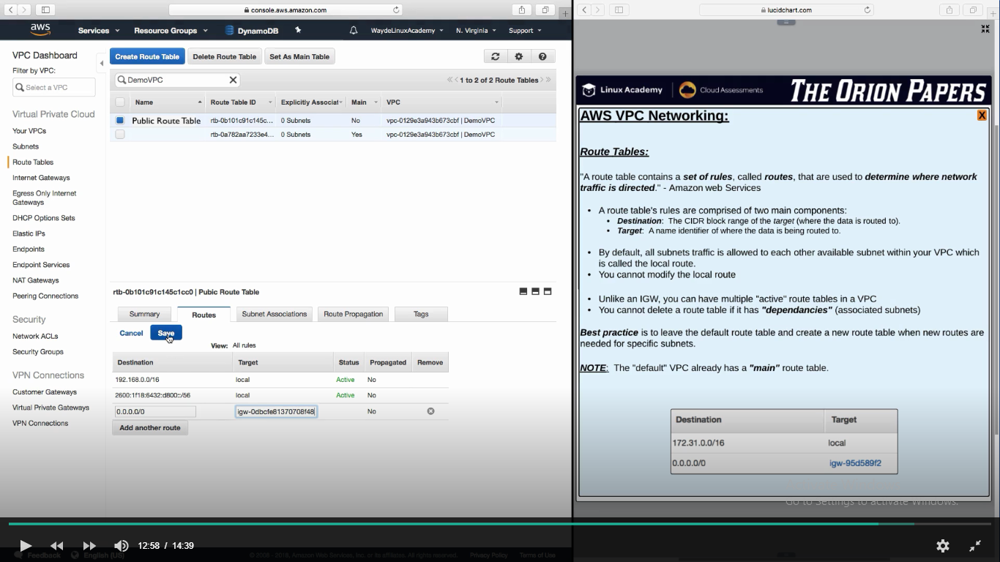 console.aws.amazon.com
aws
Services
Resource Groups
DynamoDB
WaydeLinuxAcademy
N. Virginia
Support
VPC Dashboard
Filter by VPC:
Select a VPC
Virtual Private Cloud
Your VPCs
Subnets
Route Tables
Internet Gateways
Egress Only Internet
Gateways
DHCP Options Sets
Elastic IPs
Endpoints
Endpoint Services
NAT Gateways
Peering Connections
Security
Network ACLs
Security Groups
VPN Connections
Customer Gateways
Virtual Private Gateways
VPN Connections
Create Route Table Delete Route Table Set As Main Table
DemoVPC
1 to 2 of 2 Route Tables
Name Route Table ID Explicitly Associat Main VPC
Public Route Table rtb-0b101c91c145c... 0 Subnets No vpc-0129e3a943b673cbf | DemoVPC
rtb-0a782aa7233e4... 0 Subnets Yes vpc-0129e3a943b673cbf | DemoVPC
rtb-0b101c91c145c1cc0 | Pubic Route Table
Summary Routes Subnet Associations Route Propagation Tags
Cancel Save
View: All rules
Destination Target Status Propagated Remove
192.168.0.0/16 local Active No
2600:1f18:6432:d800::/56 local Active No
0.0.0.0/0 igw-0dbcfe81370708f48 No
Add another route
Feedback English (US) © 2008 - 2018, Amazon Web Services, Inc. or its affiliates. All rights reserved. Privacy Policy Terms of Use
12:58 / 14:39
lucidchart.com
Linux Academy Cloud Assessments THE ORION PAPERS
AWS VPC Networking: X
Route Tables:
"A route table contains a set of rules, called routes, that are used to determine where network
traffic is directed." - Amazon web Services
• A route table's rules are comprised of two main components:
• Destination: The CIDR block range of the target (where the data is routed to).
• Target: A name identifier of where the data is being routed to.
• By default, all subnets traffic is allowed to each other available subnet within your VPC which
is called the local route.
• You cannot modify the local route
• Unlike an IGW, you can have multiple "active" route tables in a VPC
• You cannot delete a route table if it has "dependancies" (associated subnets)
Best practice is to leave the default route table and create a new route table when new routes are
needed for specific subnets.
NOTE: The "default" VPC already has a "main" route table.
Destination Target
172.31.0.0/16 local
0.0.0.0/0 igw-95d589f2
Go to Settings to activate Windows.